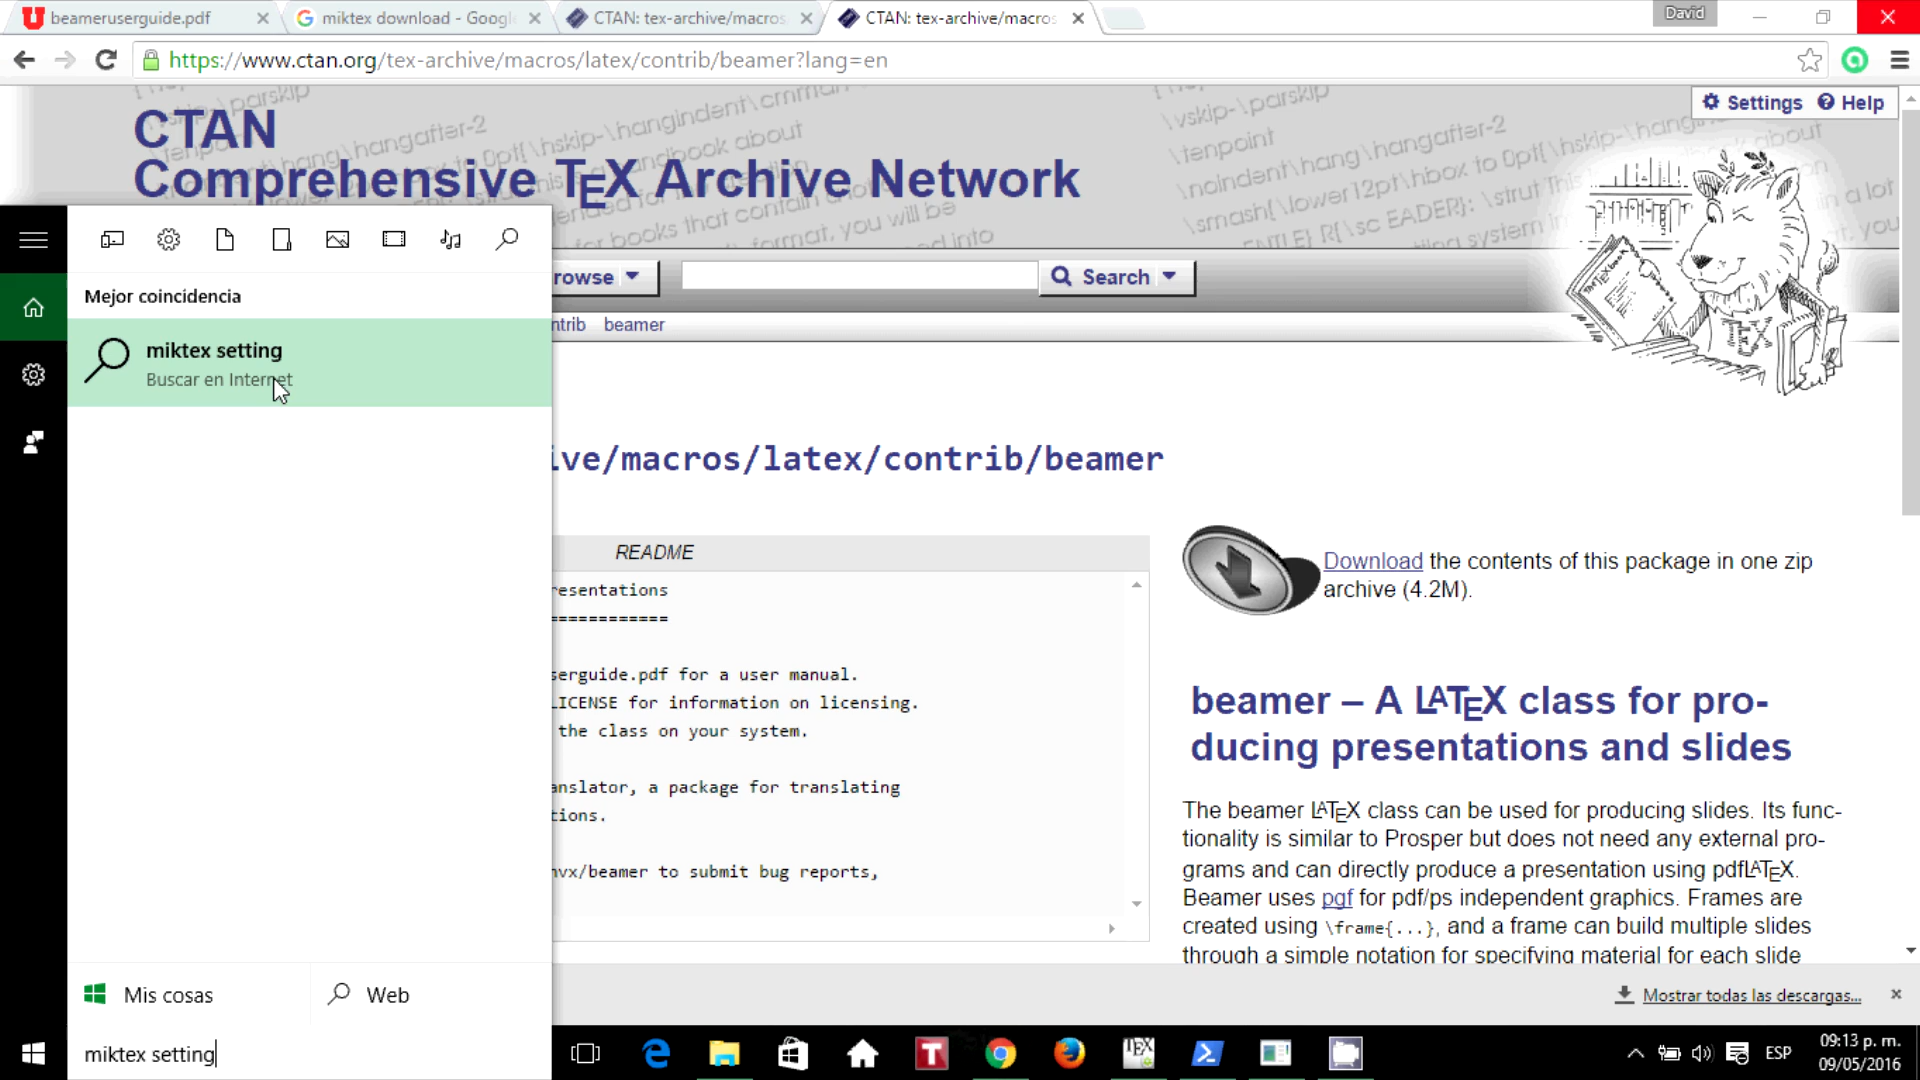 beameruserguide.pdf
miktex download - Googl
CTAN: tex-archive/macros
CTAN: tex-archive/macros
David
https://www.ctan.org/tex-archive/macros/latex/contrib/beamer?lang=en
Settings
Help
CTAN
Comprehensive TEX Archive Network
rowse
Search
ntrib beamer
Mejor coincidencia
miktex setting
Buscar en Internet
ive/macros/latex/contrib/beamer
README
resentations
============
serguide.pdf for a user manual.
LICENSE for information on licensing.
the class on your system.
anslator, a package for translating
tions.
vx/beamer to submit bug reports,
Download the contents of this package in one zip
archive (4.2M).
beamer – A LATEX class for pro-
ducing presentations and slides
The beamer LATEX class can be used for producing slides. Its func-
tionality is similar to Prosper but does not need any external pro-
grams and can directly produce a presentation using pdfLATEX.
Beamer uses pgf for pdf/ps independent graphics. Frames are
created using \frame{...}, and a frame can build multiple slides
through a simple notation for specifying material for each slide
Mis cosas
Web
Mostrar todas las descargas...
miktex setting
ESP
09:13 p. m.
09/05/2016